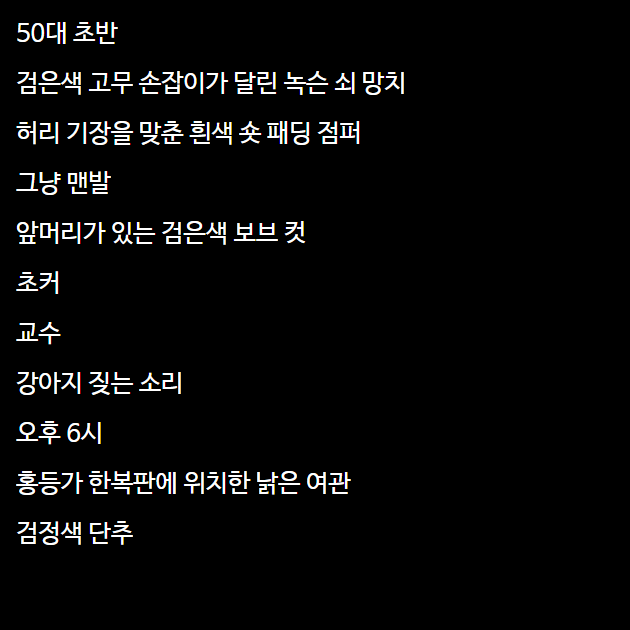 50대 초반
검은색 고무 손잡이가 달린 녹슨 쇠 망치
허리 기장을 맞춘 흰색 숏 패딩 점퍼
그냥 맨발
앞머리가 있는 검은색 보브 컷
초커
교수
강아지 짖는 소리
오후 6시
홍등가 한복판에 위치한 낡은 여관
검정색 단추